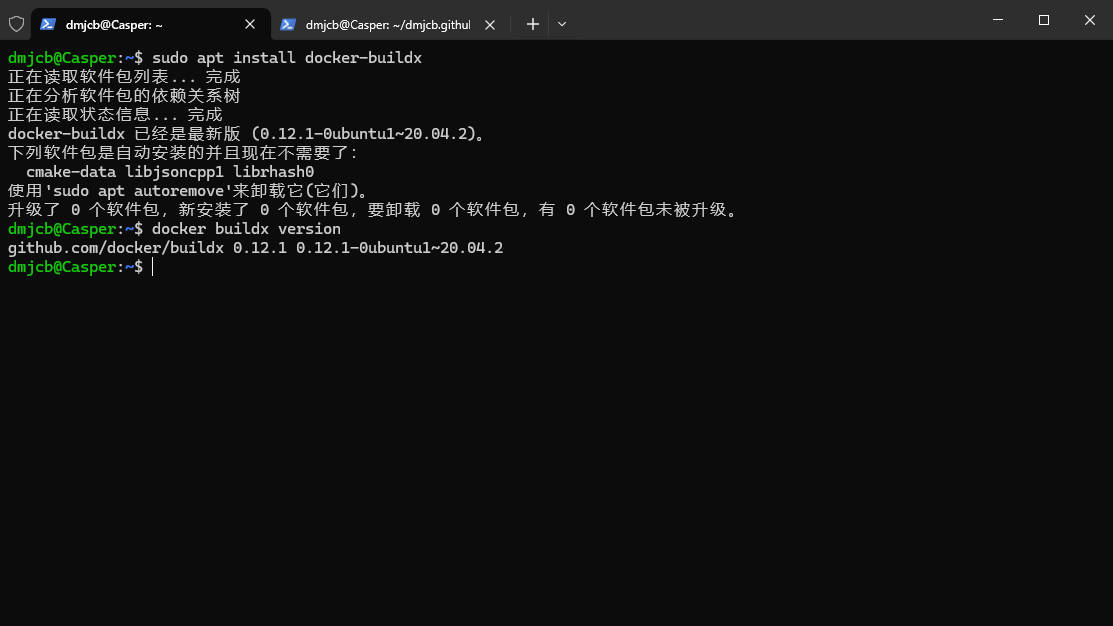 dmjcb@Casper: ~
dmjcb@Casper: ~/dmjcb.githul
dmjcb@Casper:~$ sudo apt install docker-buildx
正在读取软件包列表... 完成
正在分析软件包的依赖关系树
正在读取状态信息... 完成
docker-buildx 已经是最新版 (0.12.1-0ubuntu1~20.04.2)。
下列软件包是自动安装的并且现在不需要了：
  cmake-data libjsoncpp1 librhash0
使用'sudo apt autoremove'来卸载它(它们)。
升级了 0 个软件包，新安装了 0 个软件包，要卸载 0 个软件包，有 0 个软件包未被升级。
dmjcb@Casper:~$ docker buildx version
github.com/docker/buildx 0.12.1 0.12.1-0ubuntu1~20.04.2
dmjcb@Casper:~$